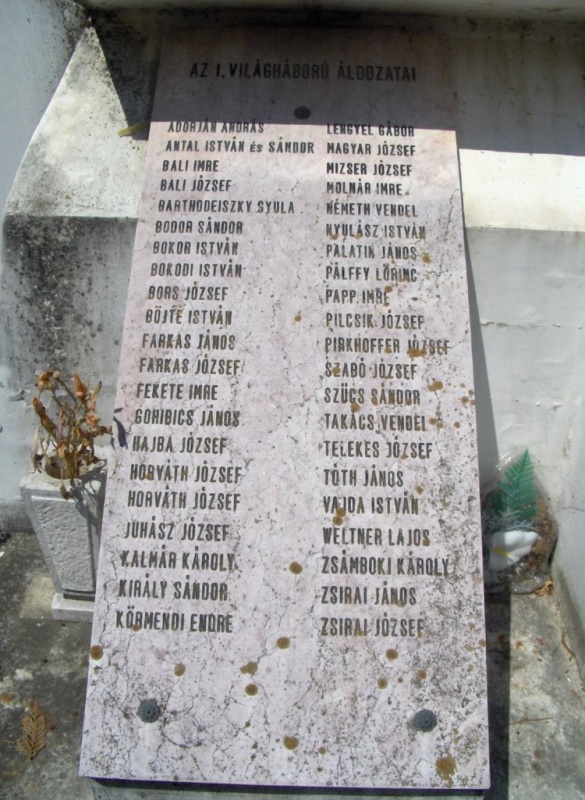 AZ I. VILÁGHÁBORÚ ÁLDOZATAI
ADORJÁN ANDRÁS
ANTAL ISTVÁN és SÁNDOR
BALI IMRE
BALI JÓZSEF
BARTHODEISZKY GYULA
BODOR SÁNDOR
BOKOR ISTVÁN
BOKODI ISTVÁN
BORS JÓZSEF
BÖJTE ISTVÁN
FARKAS JÁNOS
FARKAS JÓZSEF
FEKETE IMRE
GOHIBICS JÁNOS
HAJBA JÓZSEF
HORVÁTH JÓZSEF
HORVÁTH JÓZSEF
JUHÁSZ JÓZSEF
KALMÁR KÁROLY
KIRÁLY SÁNDOR
KÖRMENDI ENDRE
LENGYEL GÁBOR
MAGYAR JÓZSEF
MIZSER JÓZSEF
MOLNÁR IMRE
NÉMETH VENDEL
NYULÁSZ ISTVÁN
PALATIN JÁNOS
PÁLFFY LŐRINC
PAPP IMRE
PILCSIK JÓZSEF
PIRKHOFFER JÓZSEF
SZABÓ JÓZSEF
SZŰCS SÁNDOR
TAKÁCS VENDEL
TELEKES JÓZSEF
TÓTH JÁNOS
VAJDA ISTVÁN
WELTNER LAJOS
ZSÁMBOKI KÁROLY
ZSIRAI JÁNOS
ZSIRAI JÓZSEF